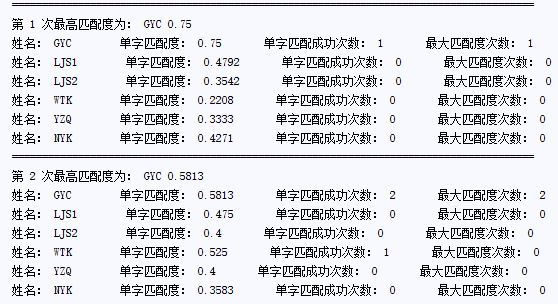 第 1 次最高匹配度为: GYC 0.75
姓名: GYC 单字匹配度: 0.75 单字匹配成功次数: 1 最大匹配度次数: 1
姓名: LJS1 单字匹配度: 0.4792 单字匹配成功次数: 0 最大匹配度次数: 0
姓名: LJS2 单字匹配度: 0.3542 单字匹配成功次数: 0 最大匹配度次数: 0
姓名: WTK 单字匹配度: 0.2208 单字匹配成功次数: 0 最大匹配度次数: 0
姓名: YZQ 单字匹配度: 0.3333 单字匹配成功次数: 0 最大匹配度次数: 0
姓名: NYK 单字匹配度: 0.4271 单字匹配成功次数: 0 最大匹配度次数: 0
第 2 次最高匹配度为: GYC 0.5813
姓名: GYC 单字匹配度: 0.5813 单字匹配成功次数: 2 最大匹配度次数: 2
姓名: LJS1 单字匹配度: 0.475 单字匹配成功次数: 0 最大匹配度次数: 0
姓名: LJS2 单字匹配度: 0.4 单字匹配成功次数: 0 最大匹配度次数: 0
姓名: WTK 单字匹配度: 0.525 单字匹配成功次数: 1 最大匹配度次数: 0
姓名: YZQ 单字匹配度: 0.4 单字匹配成功次数: 0 最大匹配度次数: 0
姓名: NYK 单字匹配度: 0.3583 单字匹配成功次数: 0 最大匹配度次数: 0